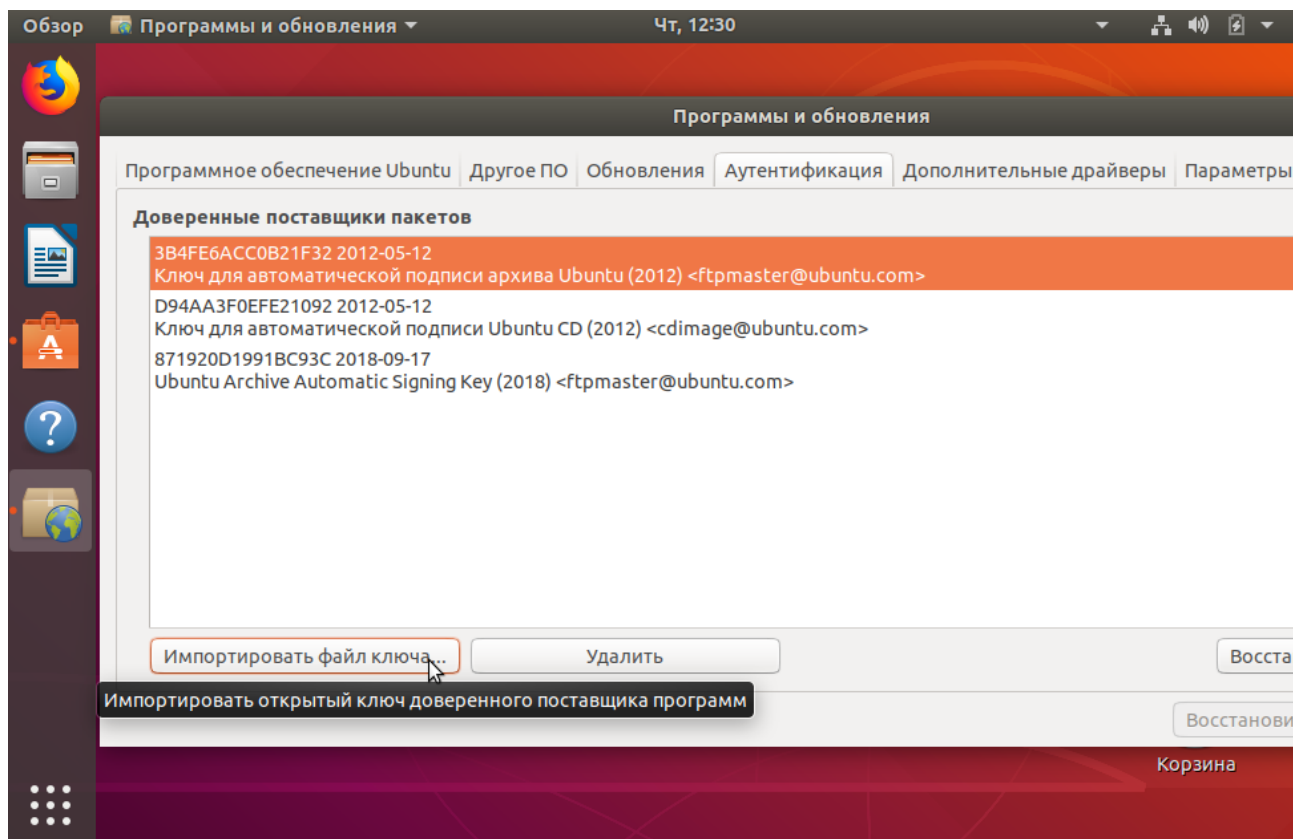 Обзор Программы и обновления Чт, 12:30
Программы и обновления
Программное обеспечение Ubuntu Другое ПО Обновления Аутентификация Дополнительные драйверы Параметры
Доверенные поставщики пакетов
3B4FE6ACC0B21F32 2012-05-12
Ключ для автоматической подписи архива Ubuntu (2012) <ftpmaster@ubuntu.com>
D94AA3F0EFE21092 2012-05-12
Ключ для автоматической подписи Ubuntu CD (2012) <cdimage@ubuntu.com>
871920D1991BC93C 2018-09-17
Ubuntu Archive Automatic Signing Key (2018) <ftpmaster@ubuntu.com>
Импортировать файл ключа... Удалить Восста
Импортировать открытый ключ доверенного поставщика программ
Восстанови
Корзина